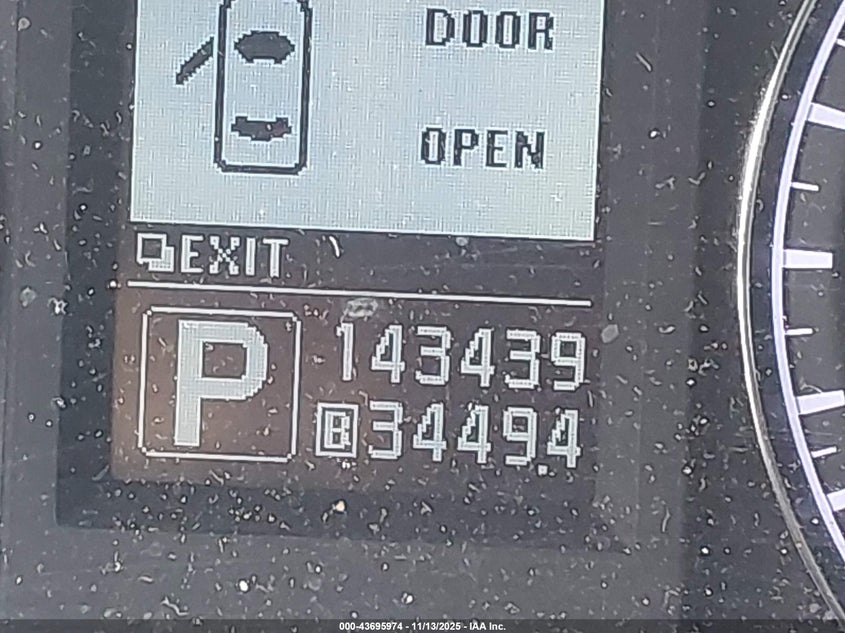 DOOR
OPEN
EXIT
P
143439
B 3449.4
000-43695974 - 11/13/2025 - IAA Inc.